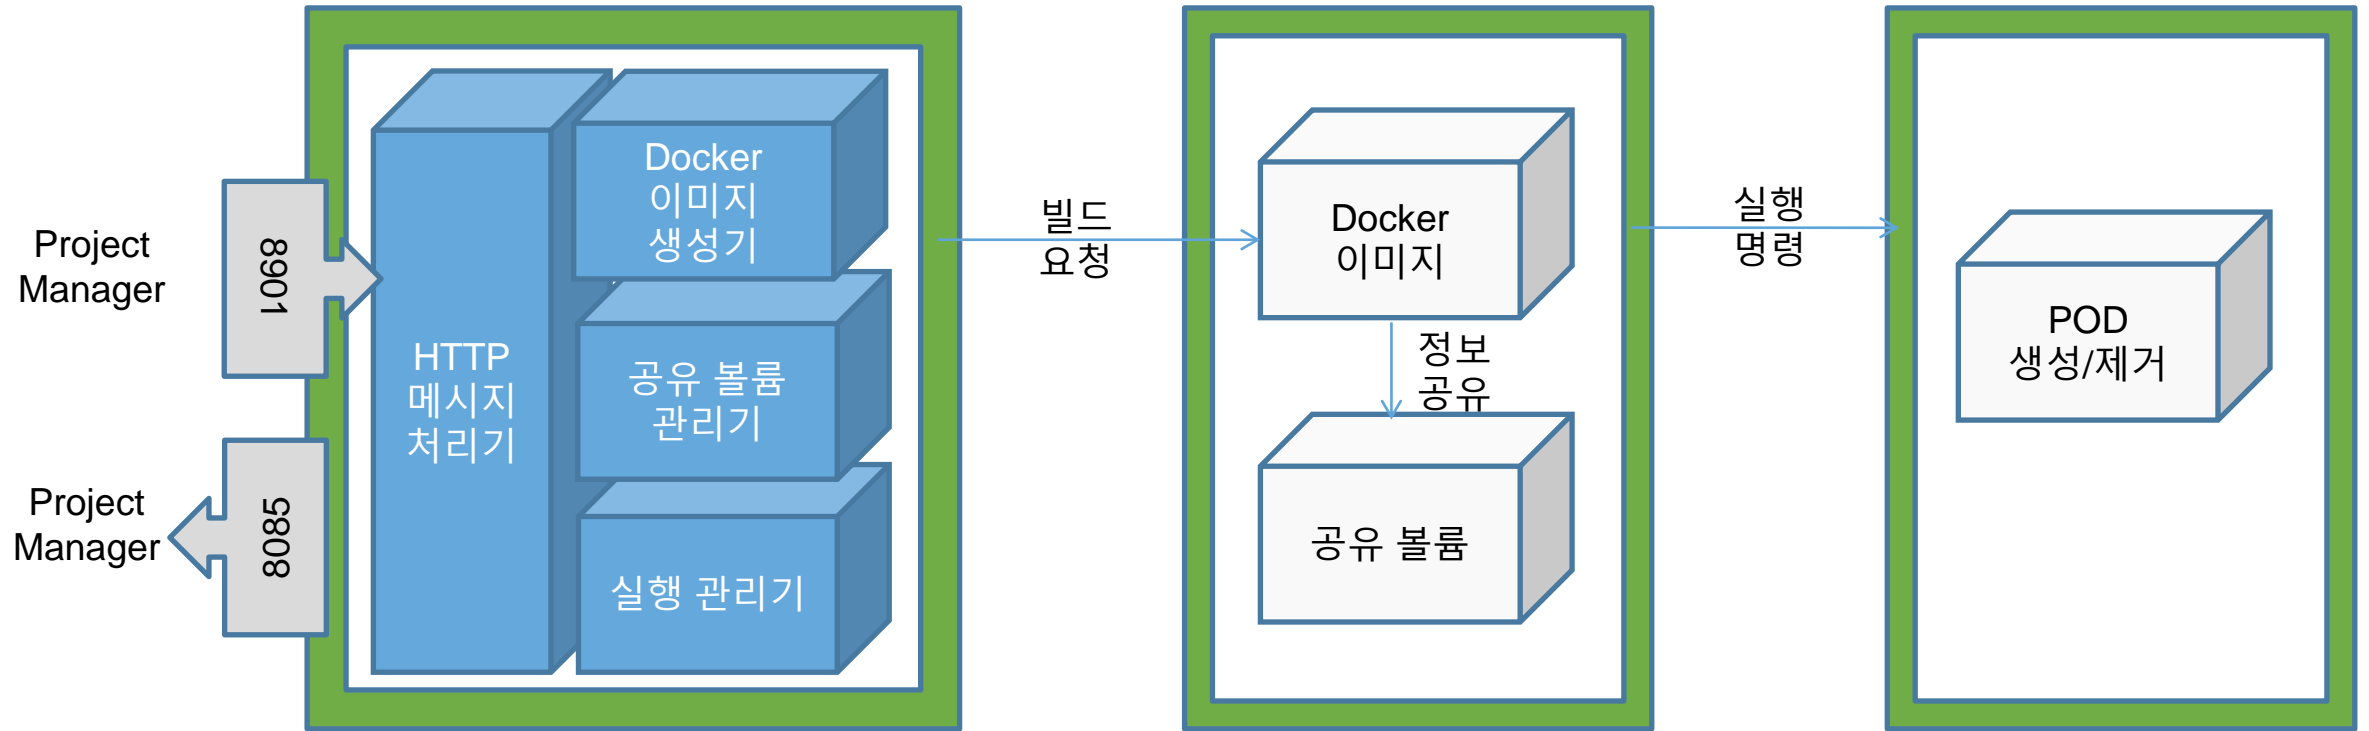 Project
Manager
8901
Project
Manager
8085
HTTP
메시지
처리기
Docker
이미지
생성기
공유 볼륨
관리기
실행 관리기
빌드
요청
Docker
이미지
정보
공유
공유 볼륨
실행
명령
POD
생성/제거